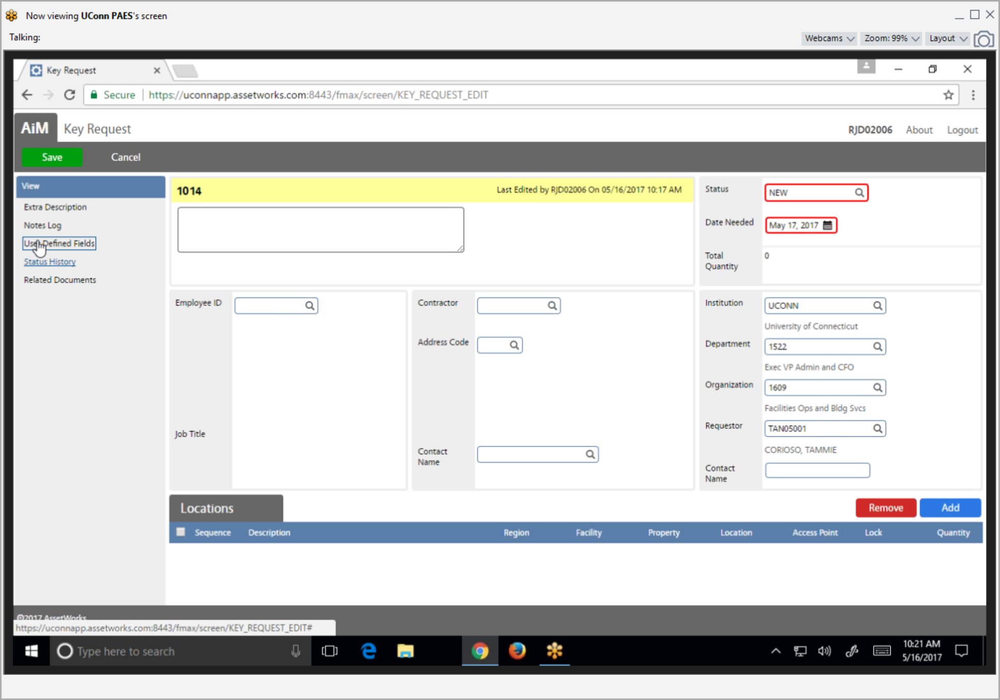 Now viewing UConn PAES's screen
Talking:
Webcams
Zoom: 99%
Layout
Key Request
Secure
https://uconnapp.assetworks.com:8443/fmax/screen/KEY_REQUEST_EDIT
AiM
Key Request
RJD02006
About
Logout
Save
Cancel
View
Extra Description
Notes Log
User Defined Fields
Status History
Related Documents
1014
Last Edited by RJD02006 On 05/16/2017 10:17 AM
Status
NEW
Date Needed
May 17, 2017
Total
Quantity
0
Employee ID
Job Title
Contractor
Address Code
Contact
Name
Institution
UCONN
University of Connecticut
Department
1522
Exec VP Admin and CFO
Organization
1609
Facilities Ops and Bldg Svcs
Requestor
TAN05001
CORIOSO, TAMMIE
Contact
Name
Locations
Remove
Add
Sequence
Description
Region
Facility
Property
Location
Access Point
Lock
Quantity
©2017 AssetWorks
https://uconnapp.assetworks.com:8443/fmax/screen/KEY_REQUEST_EDIT#
Type here to search
10:21 AM
5/16/2017